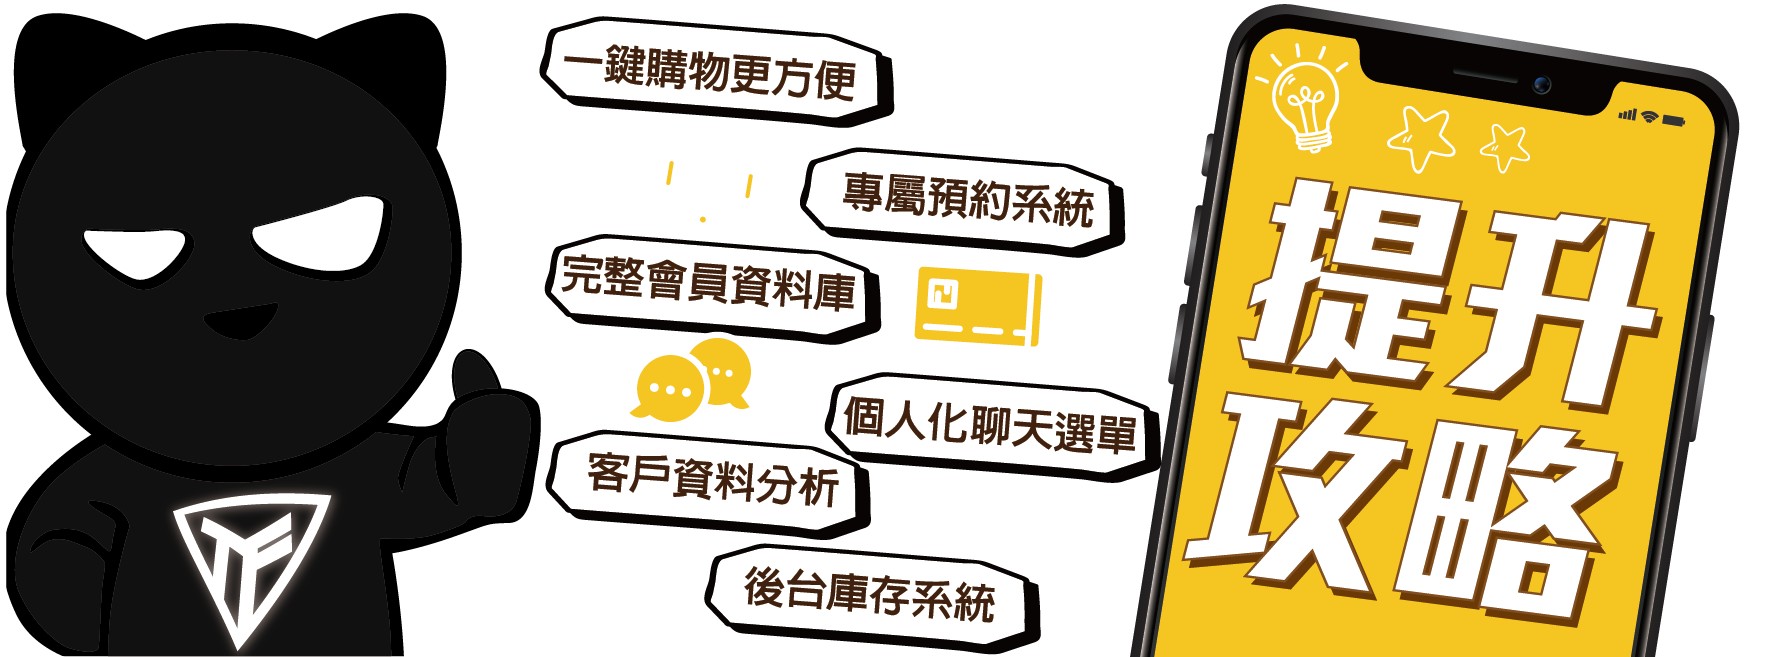 一鍵購物更方便
專屬預約系統
完整會員資料庫
個人化聊天選單
客戶資料分析
後台庫存系統
提升
攻略
TF